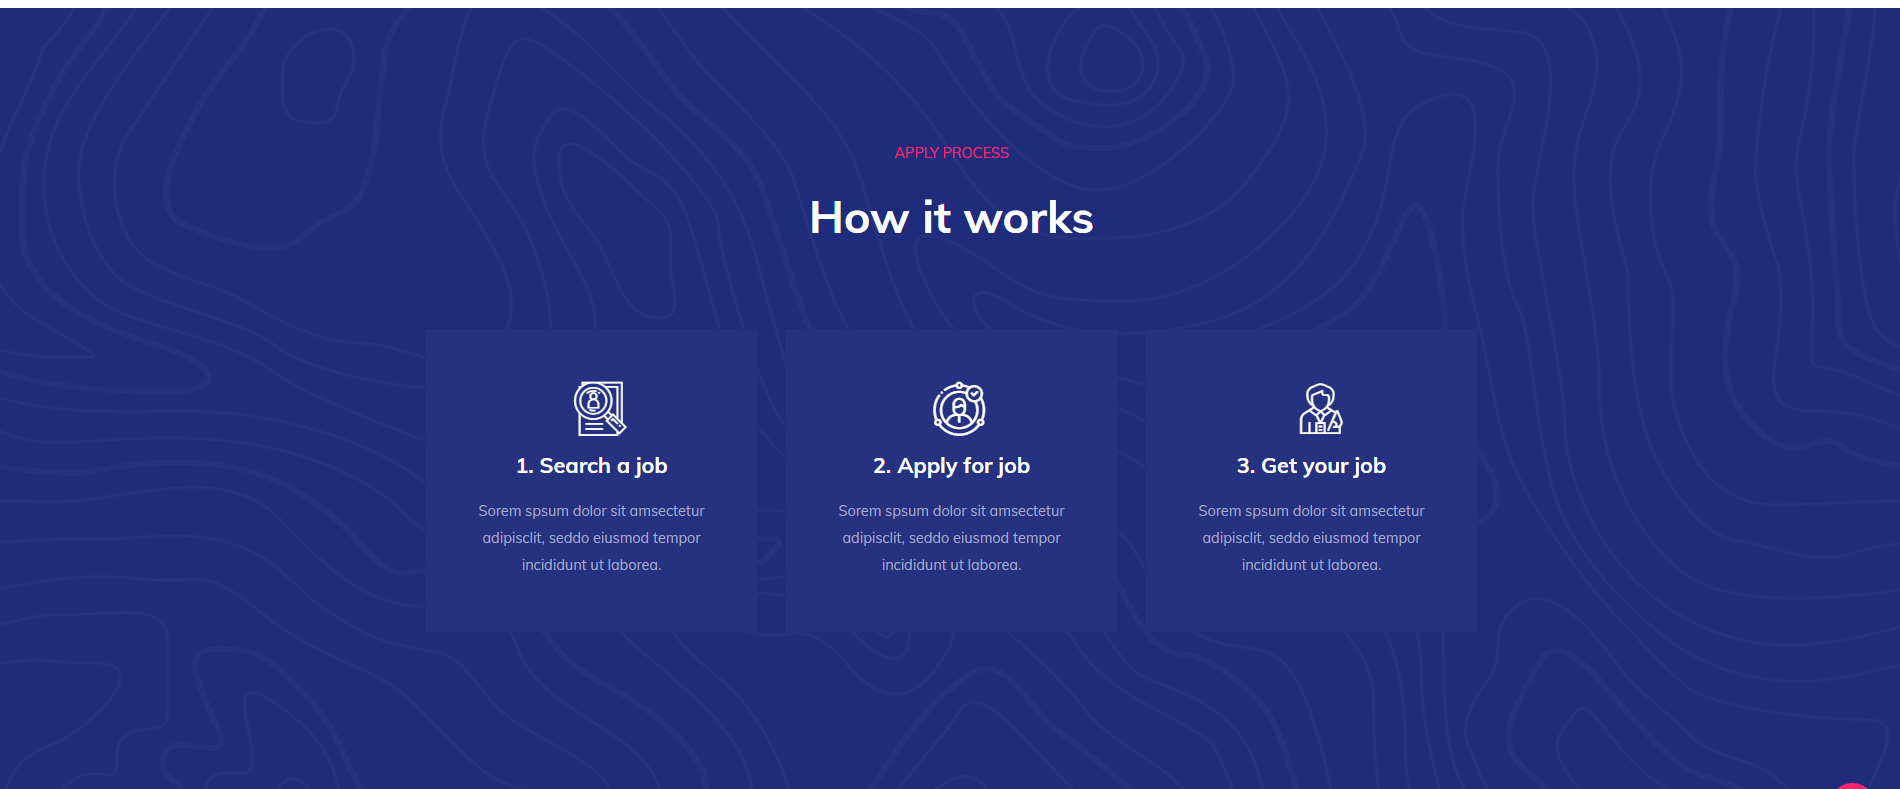 APPLY PROCESS
How it works
1. Search a job
Sorem spsum dolor sit amsectetur
adipisclit, seddo eiusmod tempor
incididunt ut laborea.
2. Apply for job
Sorem spsum dolor sit amsectetur
adipisclit, seddo eiusmod tempor
incididunt ut laborea.
3. Get your job
Sorem spsum dolor sit amsectetur
adipisclit, seddo eiusmod tempor
incididunt ut laborea.